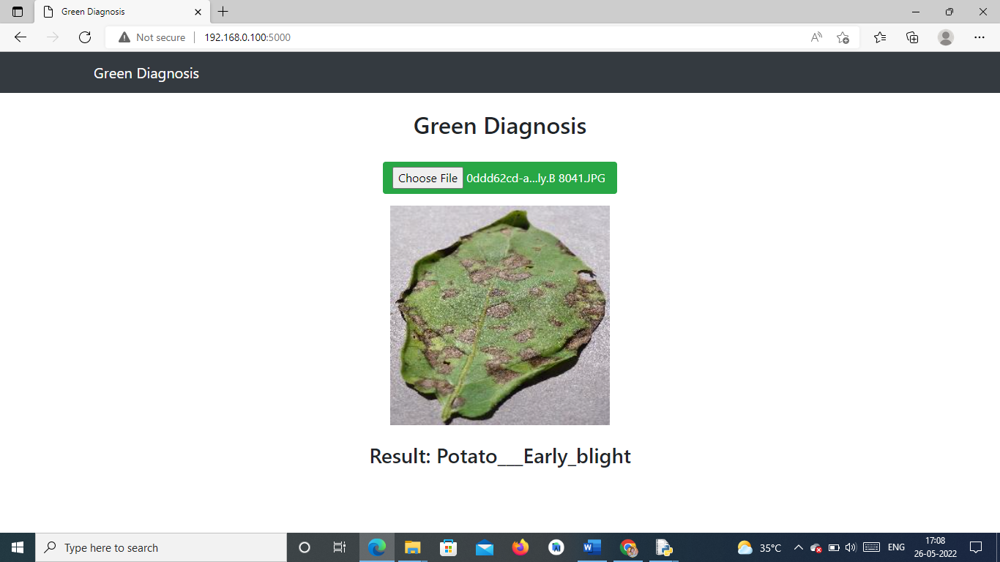 Green Diagnosis
Not secure
192.168.0.100:5000
Green Diagnosis
Green Diagnosis
Choose File 0ddd62cd-a...ly.B 8041.JPG
Result: Potato___Early_blight
Type here to search
35°C
ENG
17:08
26-05-2022